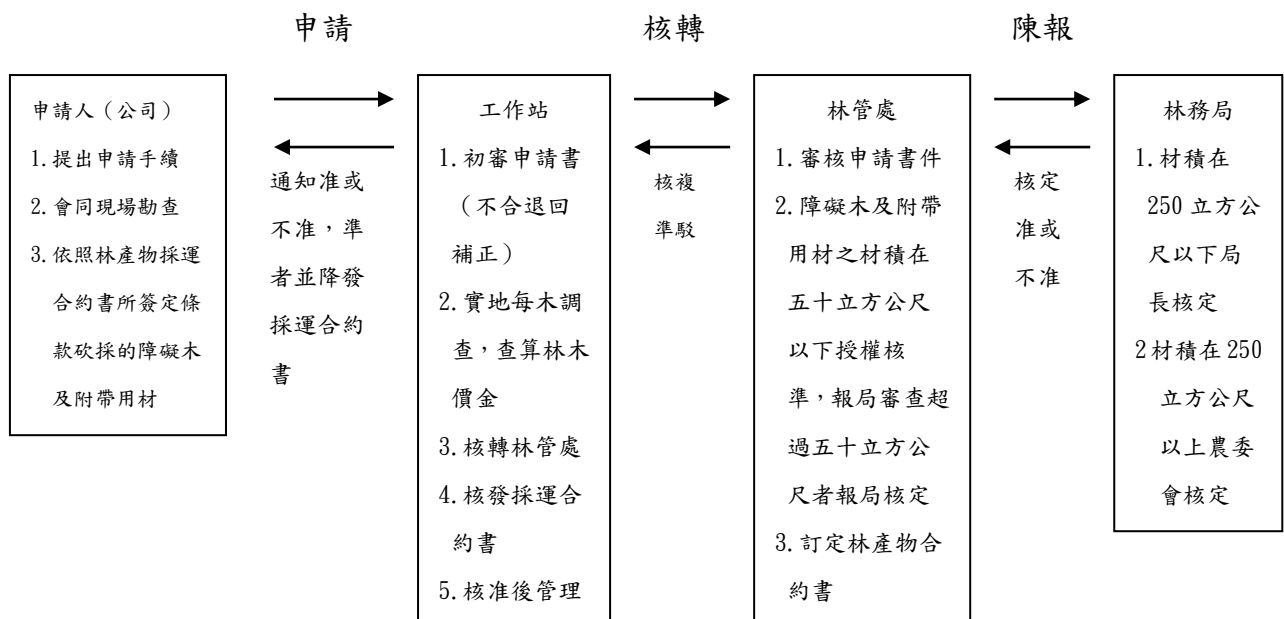 申請
核轉
陳報
申請人（公司）
1.提出申請手續
2.會同現場勘查
3.依照林產物採運
合約書所簽定條
款砍採的障礙木
及附帶用材
通知准或
不准，準
者並降發
採運合約
書
工作站
1.初審申請書
（不合退回
補正）
2.實地每木調
查，查算林木
價金
3.核轉林管處
4.核發採運合
約書
5.核准後管理
核複
準駁
林管處
1.審核申請書件
2.障礙木及附帶
用材之材積在
五十立方公尺
以下授權核
準，報局審查超
過五十立方公
尺者報局核定
3.訂定林產物合
約書
核定
准或
不准
林務局
1.材積在
250立方公
尺以下局
長核定
2材積在250
立方公尺
以上農委
會核定